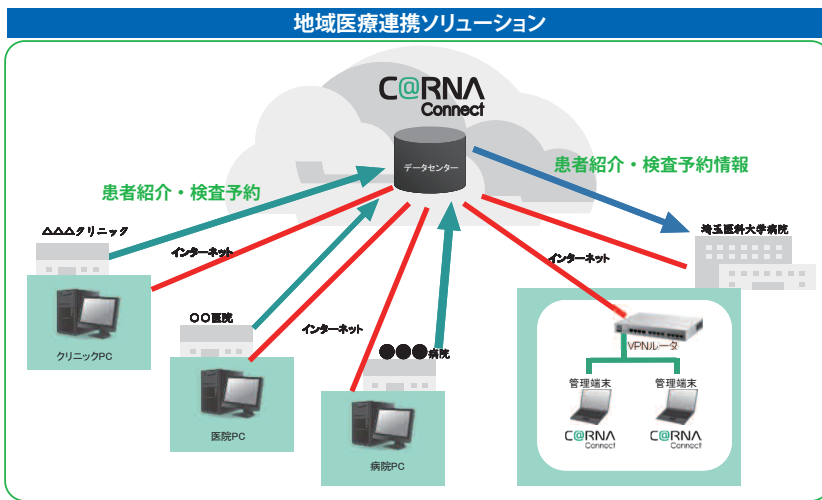 地域医療連携ソリューション
C@RNA
Connect
データセンター
患者紹介・検査予約
患者紹介・検査予約情報
△△△クリニック
埼玉医科大学病院
インターネット
インターネット
〇〇医院
インターネット
●●●病院
VPNルータ
クリニックPC
管理端末
管理端末
医院PC
C@RNA
Connect
C@RNA
Connect
病院PC